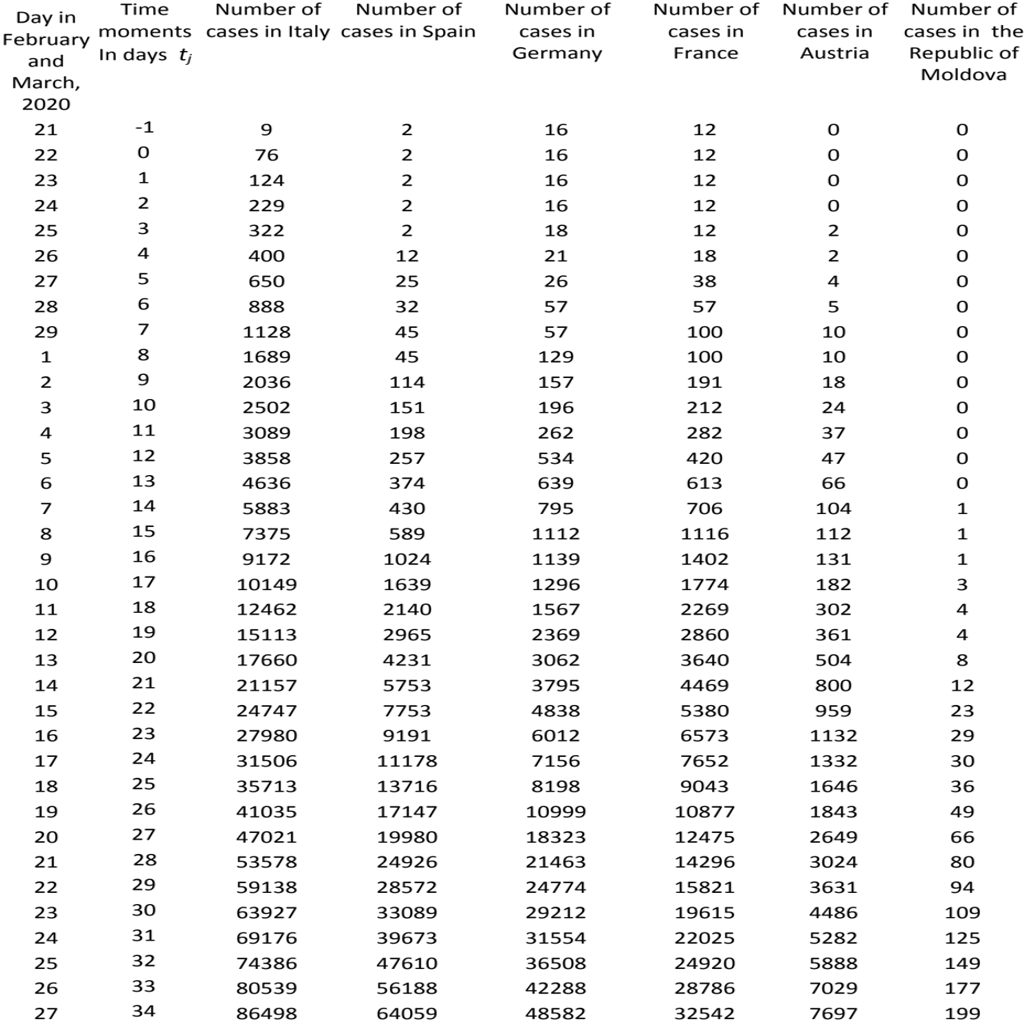 Day in February and March, 2020 Time moments In days tj Number of cases in Italy Number of cases in Spain Number of cases in Germany Number of cases in France Number of cases in Austria Number of cases in the Republic of Moldova
21 -1 9 2 16 12 0 0
22 0 76 2 16 12 0 0
23 1 124 2 16 12 0 0
24 2 229 2 16 12 0 0
25 3 322 2 18 12 2 0
26 4 400 12 21 18 2 0
27 5 650 25 26 38 4 0
28 6 888 32 57 57 5 0
29 7 1128 45 57 100 10 0
1 8 1689 45 129 100 10 0
2 9 2036 114 157 191 18 0
3 10 2502 151 196 212 24 0
4 11 3089 198 262 282 37 0
5 12 3858 257 534 420 47 0
6 13 4636 374 639 613 66 0
7 14 5883 430 795 706 104 1
8 15 7375 589 1112 1116 112 1
9 16 9172 1024 1139 1402 131 1
10 17 10149 1639 1296 1774 182 3
11 18 12462 2140 1567 2269 302 4
12 19 15113 2965 2369 2860 361 4
13 20 17660 4231 3062 3640 504 8
14 21 21157 5753 3795 4469 800 12
15 22 24747 7753 4838 5380 959 23
16 23 27980 9191 6012 6573 1132 29
17 24 31506 11178 7156 7652 1332 30
18 25 35713 13716 8198 9043 1646 36
19 26 41035 17147 10999 10877 1843 49
20 27 47021 19980 18323 12475 2649 66
21 28 53578 24926 21463 14296 3024 80
22 29 59138 28572 24774 15821 3631 94
23 30 63927 33089 29212 19615 4486 109
24 31 69176 39673 31554 22025 5282 125
25 32 74386 47610 36508 24920 5888 149
26 33 80539 56188 42288 28786 7029 177
27 34 86498 64059 48582 32542 7697 199